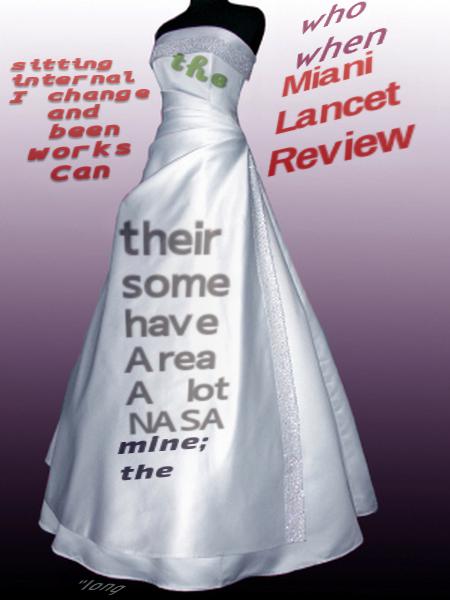 who
when
Miani
Lancet
Review
sitting
internal
I change
and
been
works
Can
the
their
some
have
Area
A lot
NASA
mine;
the
"long